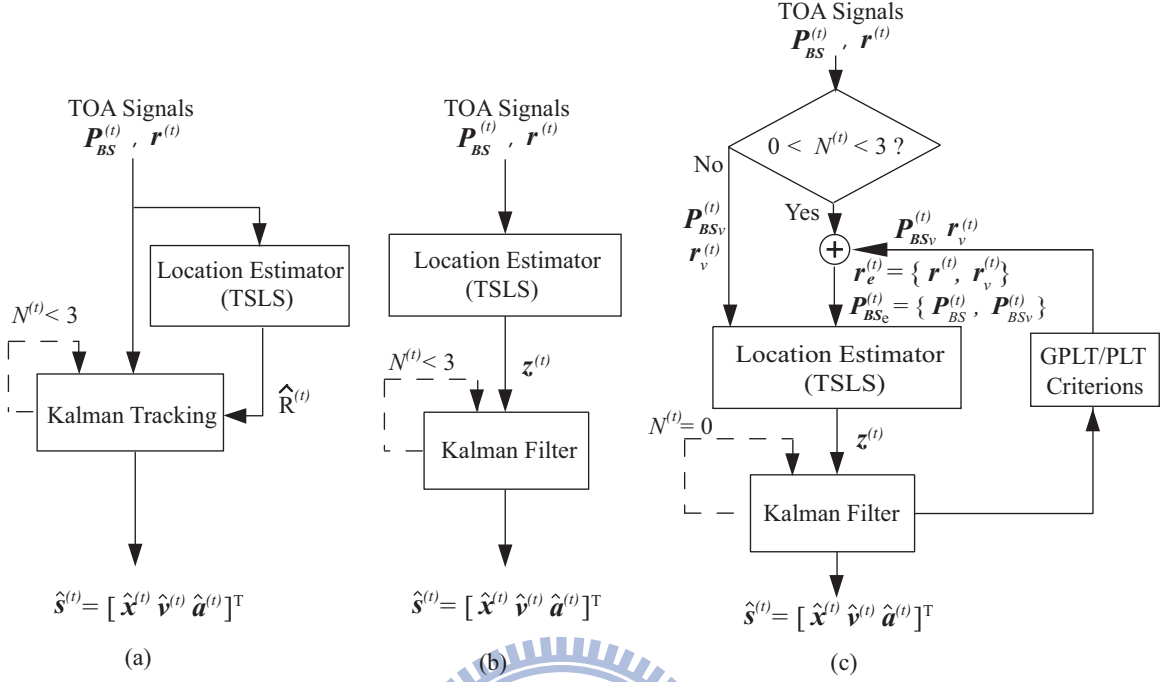 TOA Signals
P_BS^(t) , r^(t)
Location Estimator
(TSLS)
N^(t) < 3
Kalman Tracking
R̂^(t)
ŝ^(t) = [ x̂^(t) v̂^(t) â^(t) ]^T
(a)
TOA Signals
P_BS^(t) , r^(t)
Location Estimator
(TSLS)
N^(t) < 3
z^(t)
Kalman Filter
ŝ^(t) = [ x̂^(t) v̂^(t) â^(t) ]^T
(b)
TOA Signals
P_BS^(t) , r^(t)
0 < N^(t) < 3 ?
No
Yes
P_BSv^(t)
r_v^(t)
P_BSv^(t) r_v^(t)
+
r_e^(t) = { r^(t), r_v^(t) }
P_BSe^(t) = { P_BS^(t) , P_BSv^(t) }
Location Estimator
(TSLS)
GPLT/PLT
Criterions
N^(t) = 0
z^(t)
Kalman Filter
ŝ^(t) = [ x̂^(t) v̂^(t) â^(t) ]^T
(c)